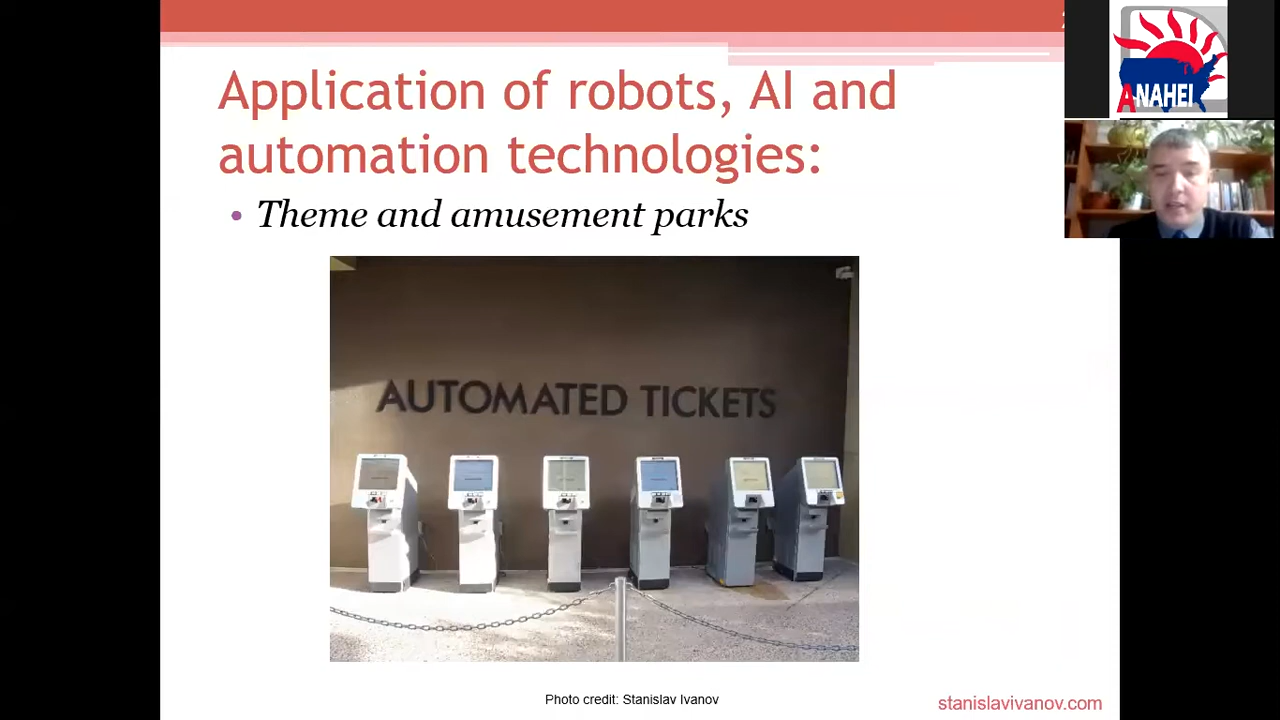 Application of robots, AI and
automation technologies:
• Theme and amusement parks
AUTOMATED TICKETS
Photo credit: Stanislav Ivanov
stanislavivanov.com
ANAHEI